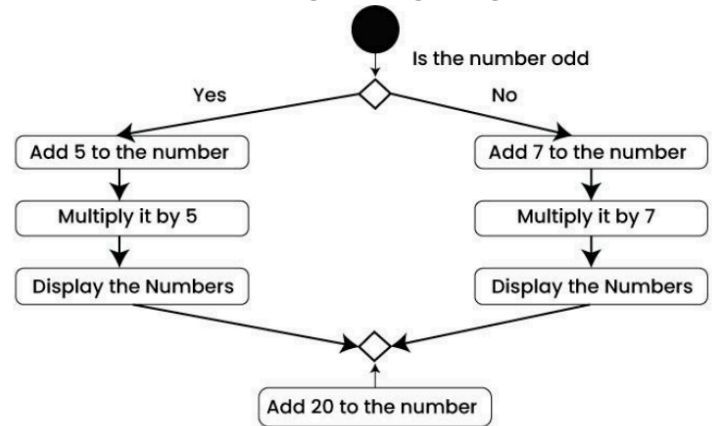 Is the number odd
Yes
No
Add 5 to the number
Add 7 to the number
Multiply it by 5
Multiply it by 7
Display the Numbers
Display the Numbers
Add 20 to the number